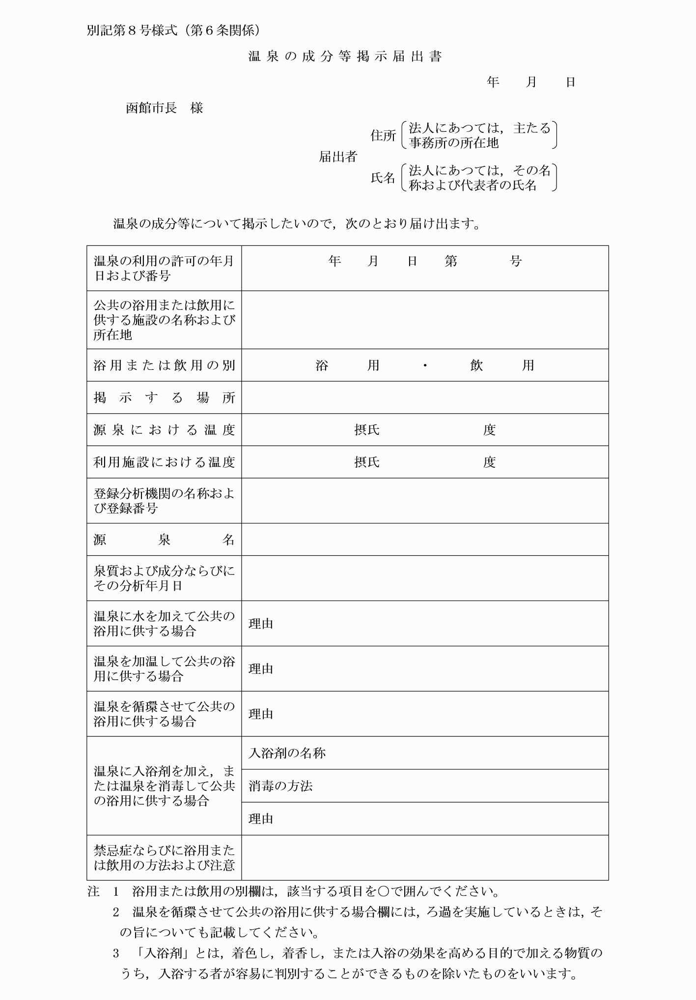 別記第８号様式（第６条関係）
温泉の成分等掲示届出書
年　　月　　日
函館市長　様
届出者
住所
法人にあつては，主たる
事務所の所在地
氏名
法人にあつては，その名
称および代表者の氏名
温泉の成分等について掲示したいので，次のとおり届け出ます。
温泉の利用の許可の年月
日および番号
年　　月　　日　　第　　　　号
公共の浴用または飲用に
供する施設の名称および
所在地
浴用または飲用の別
浴　　　用　　　・　　　飲　　　用
掲示する場所
源泉における温度
摂氏　　　　　　　　度
利用施設における温度
摂氏　　　　　　　　度
登録分析機関の名称およ
び登録番号
源泉名
泉質および成分ならびに
その分析年月日
温泉に水を加えて公共の
浴用に供する場合
理由
温泉を加温して公共の浴
用に供する場合
理由
温泉を循環させて公共の
浴用に供する場合
理由
温泉に入浴剤を加え，ま
たは温泉を消毒して公共
の浴用に供する場合
入浴剤の名称
消毒の方法
理由
禁忌症ならびに浴用また
は飲用の方法および注意
注　1　浴用または飲用の別欄は，該当する項目を○で囲んでください。
2　温泉を循環させて公共の浴用に供する場合欄には，ろ過を実施しているときは，そ
の旨についても記載してください。
3　「入浴剤」とは，着色し，着香し，または入浴の効果を高める目的で加える物質の
うち，入浴する者が容易に判別することができるものを除いたものをいいます。